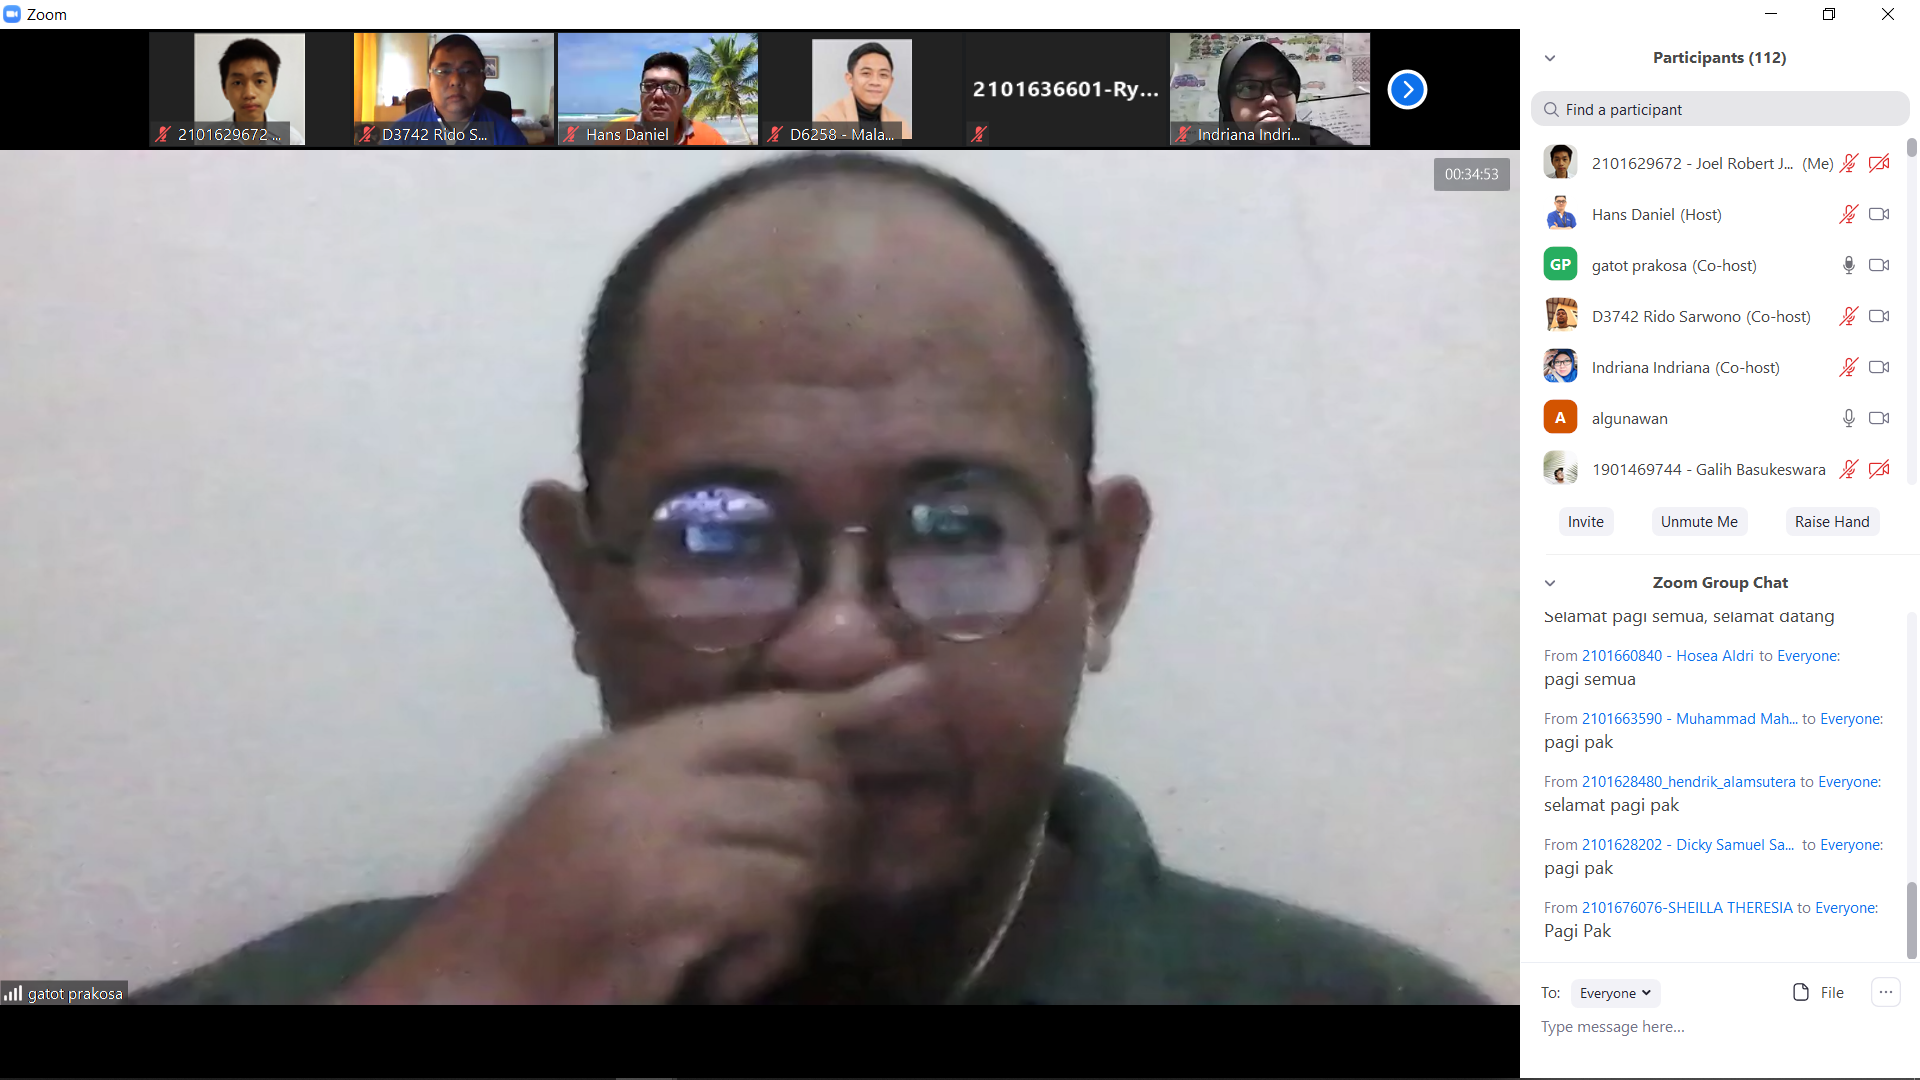 Zoom
2101629672 ...
D3742 Rido S...
Hans Daniel
D6258 - Mala...
2101636601-Ry...
Indriana Indri...
00:34:53
gatot prakosa
Participants (112)
Find a participant
2101629672 - Joel Robert J... (Me)
Hans Daniel (Host)
GP gatot prakosa (Co-host)
D3742 Rido Sarwono (Co-host)
Indriana Indriana (Co-host)
A algunawan
1901469744 - Galih Basukeswara
Invite Unmute Me Raise Hand
Zoom Group Chat
Selamat pagi semua, selamat datang
From 2101660840 - Hosea Aldri to Everyone:
pagi semua
From 2101663590 - Muhammad Mah... to Everyone:
pagi pak
From 2101628480_hendrik_alamsutera to Everyone:
selamat pagi pak
From 2101628202 - Dicky Samuel Sa... to Everyone:
pagi pak
From 2101676076-SHEILLA THERESIA to Everyone:
Pagi Pak
To: Everyone File ...
Type message here...